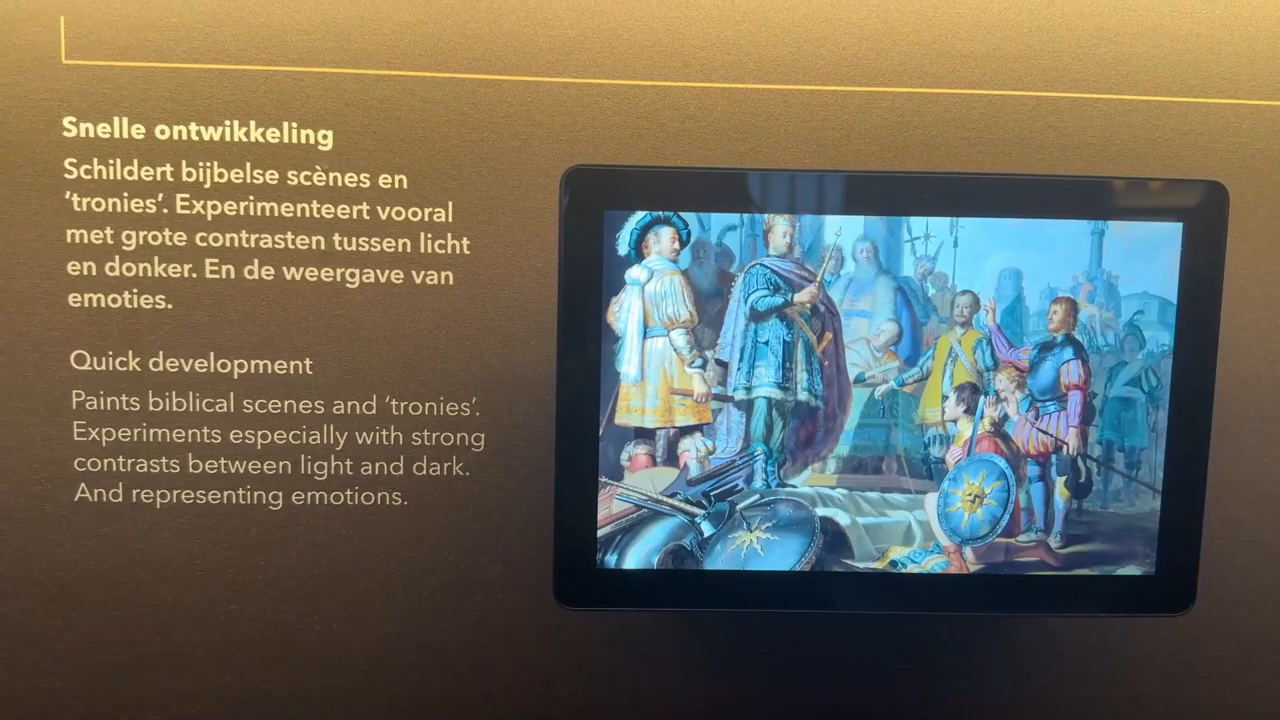 Snelle ontwikkeling
Schildert bijbelse scènes en
‘tronies’. Experimenteert vooral
met grote contrasten tussen licht
en donker. En de weergave van
emoties.
Quick development
Paints biblical scenes and ‘tronies’.
Experiments especially with strong
contrasts between light and dark.
And representing emotions.